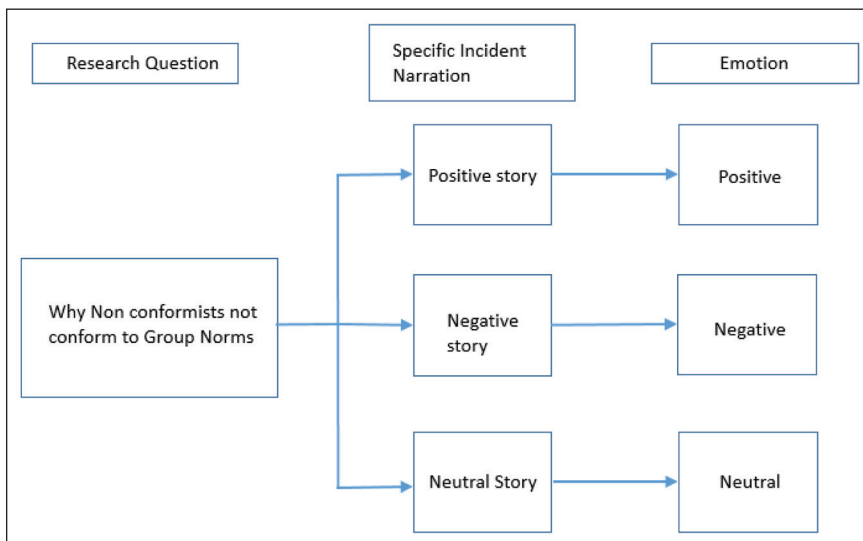 Research Question
Specific Incident
Narration
Emotion
Positive story
Positive
Why Non conformists not
conform to Group Norms
Negative
story
Negative
Neutral Story
Neutral